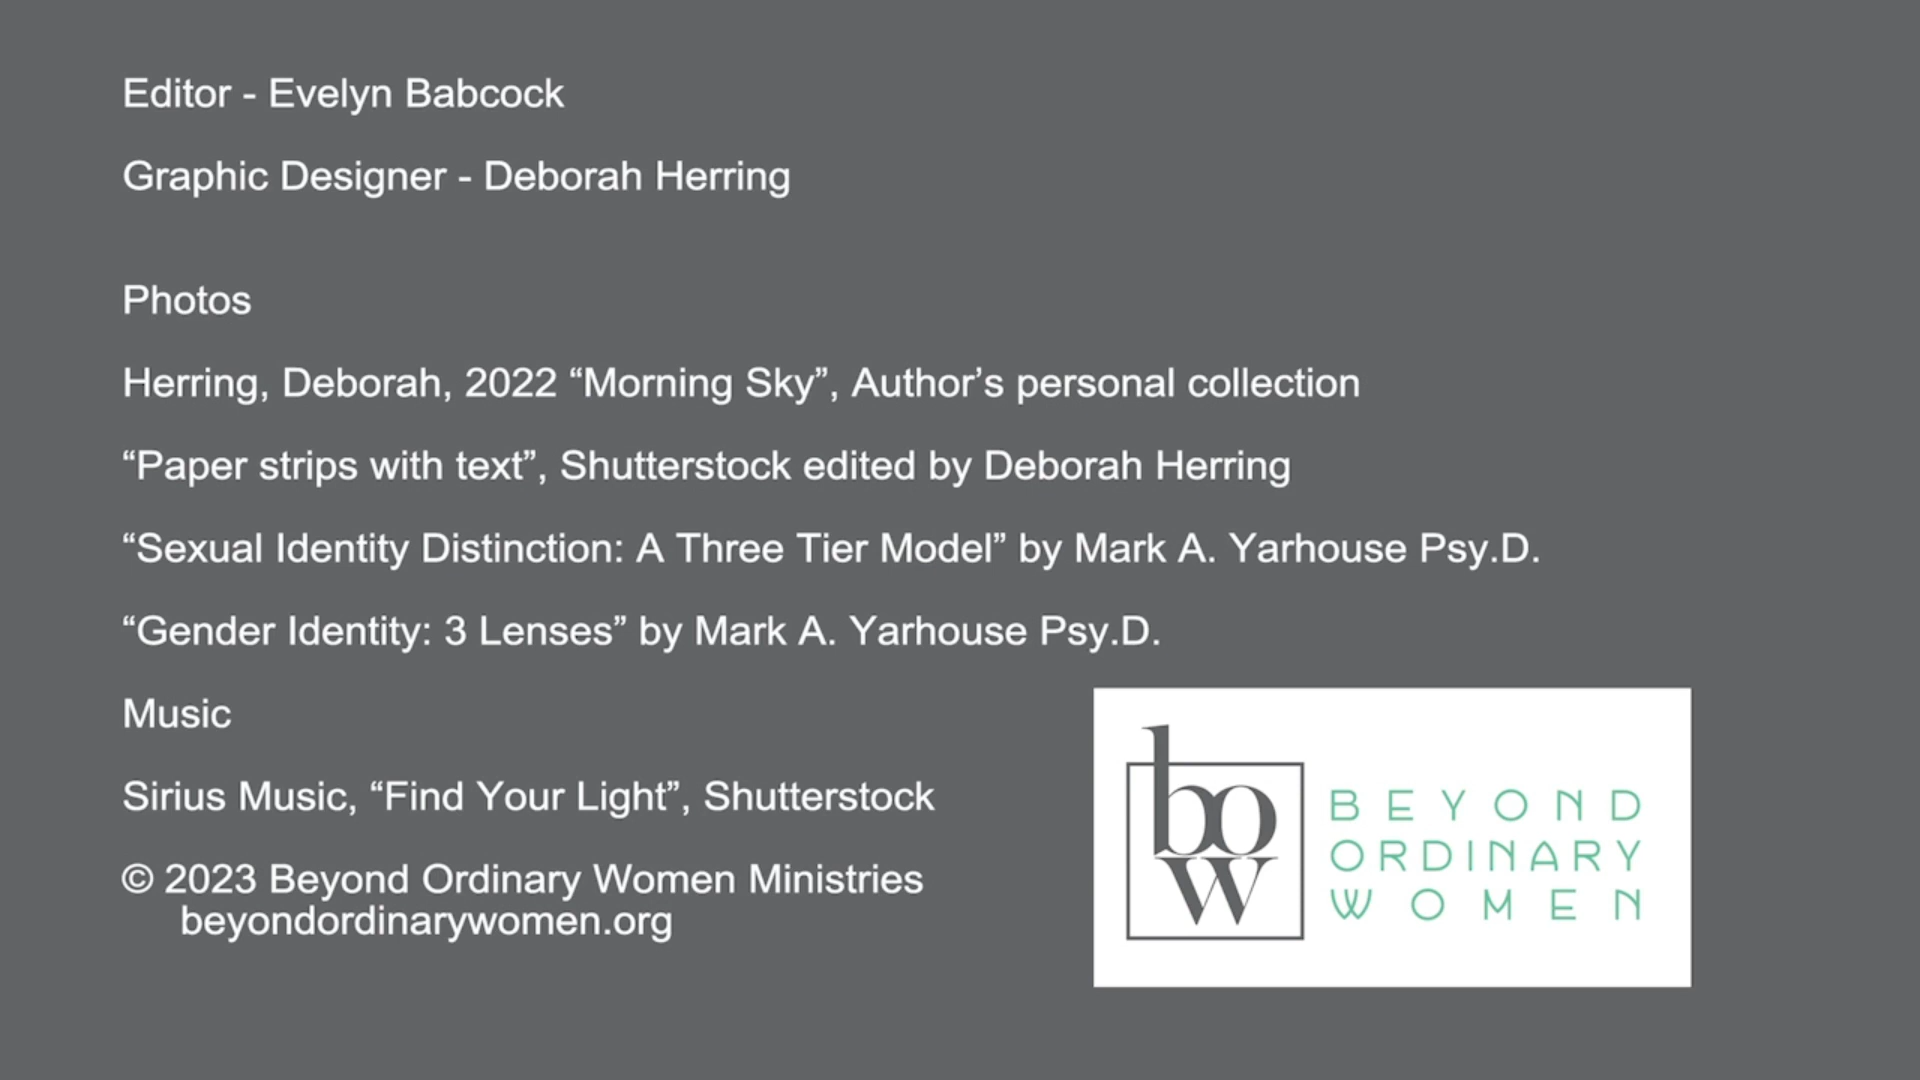 Editor - Evelyn Babcock
Graphic Designer - Deborah Herring
Photos
Herring, Deborah, 2022 “Morning Sky”, Author’s personal collection
“Paper strips with text”, Shutterstock edited by Deborah Herring
“Sexual Identity Distinction: A Three Tier Model” by Mark A. Yarhouse Psy.D.
“Gender Identity: 3 Lenses” by Mark A. Yarhouse Psy.D.
Music
Sirius Music, “Find Your Light”, Shutterstock
© 2023 Beyond Ordinary Women Ministries
beyondordinarywomen.org
bo
w
BEYOND
ORDINARY
WOMEN